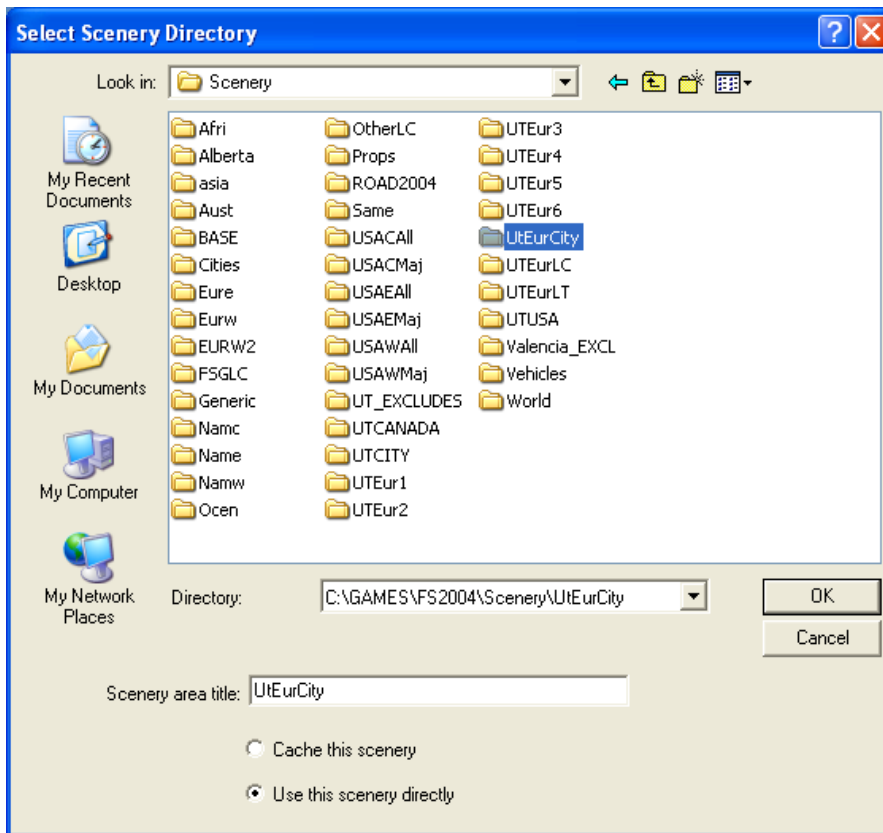 Select Scenery Directory
Look in: Scenery
My Recent
Documents
Desktop
My Documents
My Computer
My Network
Places
Afri
Alberta
asia
Aust
BASE
Cities
Eure
Eurw
EURW2
FSGLC
Generic
Namc
Name
Namw
Ocen
OtherLC
Props
ROAD2004
Same
USACAll
USACMaj
USAEAll
USAEMaj
USAWAll
USAWMaj
UT_EXCLUDES
UTCANADA
UTCITY
UTEur1
UTEur2
UTEur3
UTEur4
UTEur5
UTEur6
UtEurCity
UTEurLC
UTEurLT
UTUSA
Valencia_EXCL
Vehicles
World
Directory: C:\GAMES\FS2004\Scenery\UtEurCity
OK
Cancel
Scenery area title: UtEurCity
Cache this scenery
Use this scenery directly